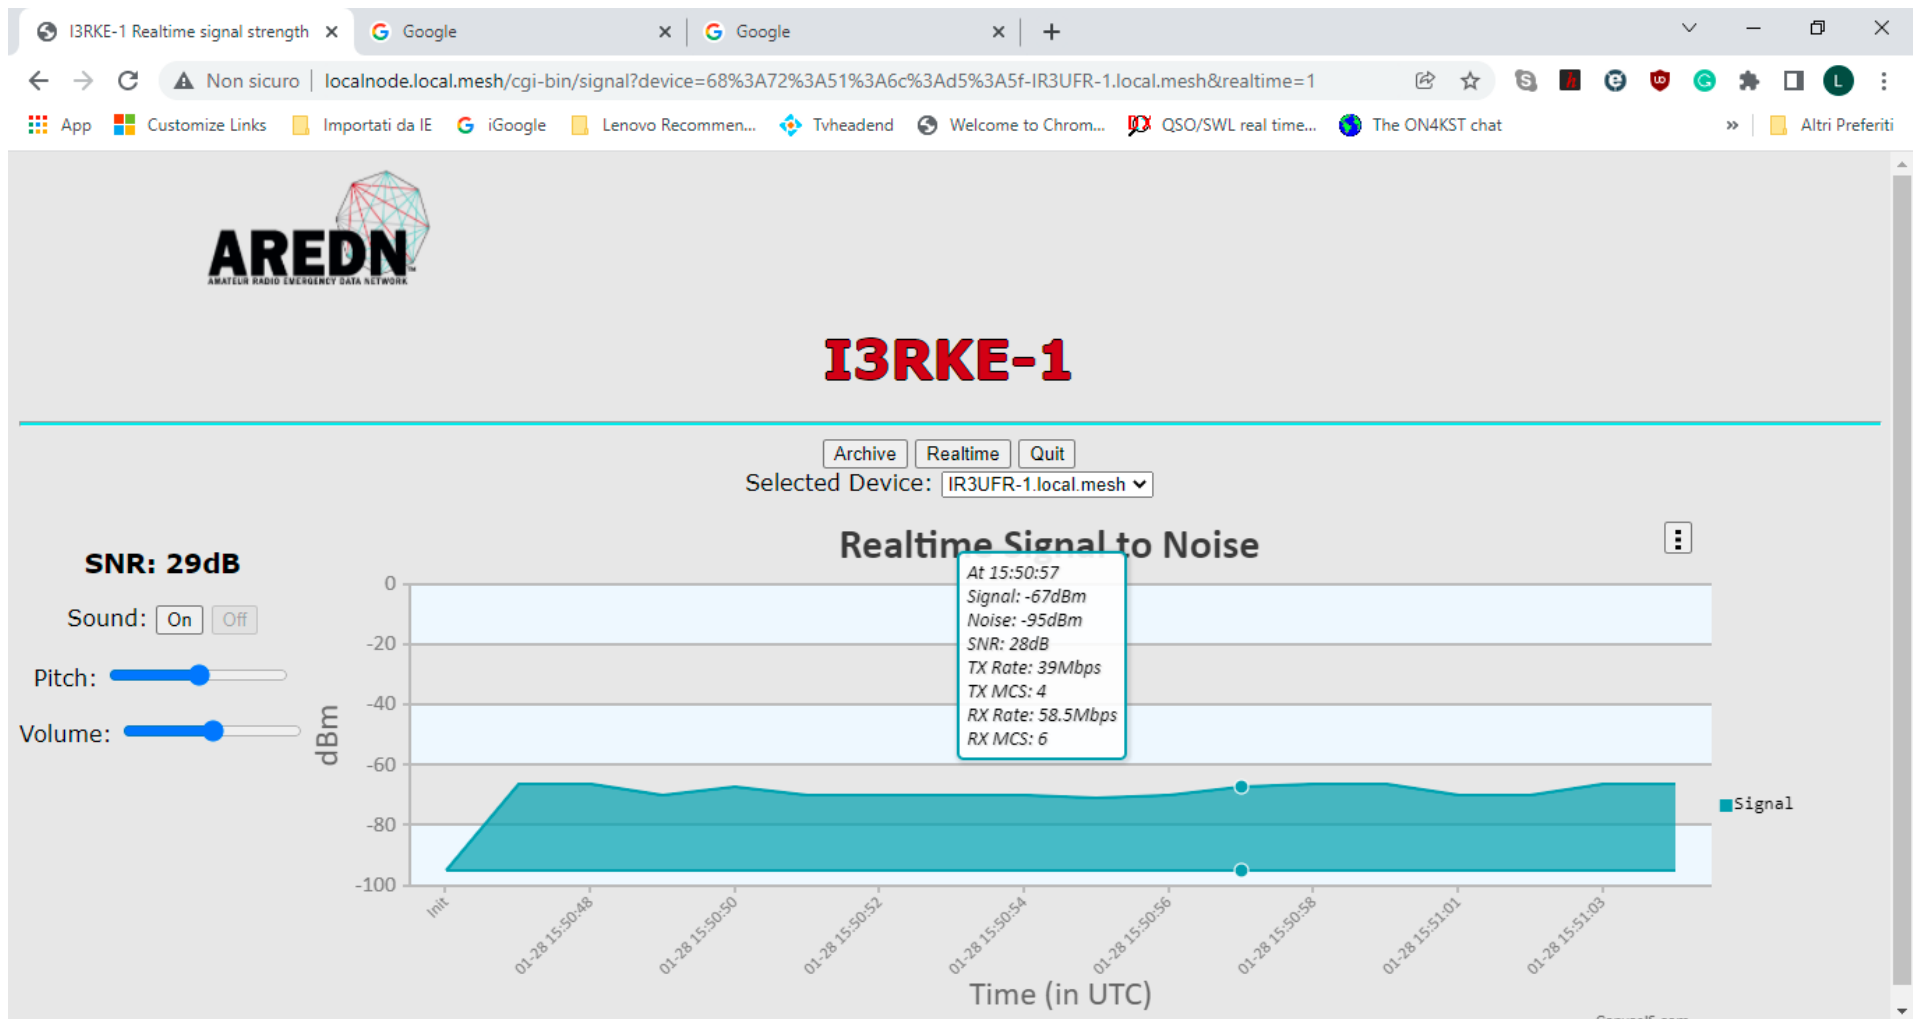 I3RKE-1 Realtime signal strength
Google
Google
Non sicuro
localnode.local.mesh/cgi-bin/signal?device=68%3A72%3A51%3A6c%3Ad5%3A5f-IR3UFR-1.local.mesh&realtime=1
L
App
Customize Links
Importati da IE
iGoogle
Lenovo Recommen...
Tvheadend
Welcome to Chrom...
QSO/SWL real time...
The ON4KST chat
»
Altri Preferiti
AREDN
AMATEUR RADIO EMERGENCY DATA NETWORK
I3RKE-1
Archive
Realtime
Quit
Selected Device: IR3UFR-1.local.mesh
SNR: 29dB
Sound: On Off
Pitch:
Volume:
Realtime Signal to Noise
At 15:50:57
Signal: -67dBm
Noise: -95dBm
SNR: 28dB
TX Rate: 39Mbps
TX MCS: 4
RX Rate: 58.5Mbps
RX MCS: 6
dBm
0
-20
-40
-60
-80
-100
Signal
Init
01-28 15:50:48
01-28 15:50:50
01-28 15:50:52
01-28 15:50:54
01-28 15:50:56
01-28 15:50:58
01-28 15:51:01
01-28 15:51:03
Time (in UTC)